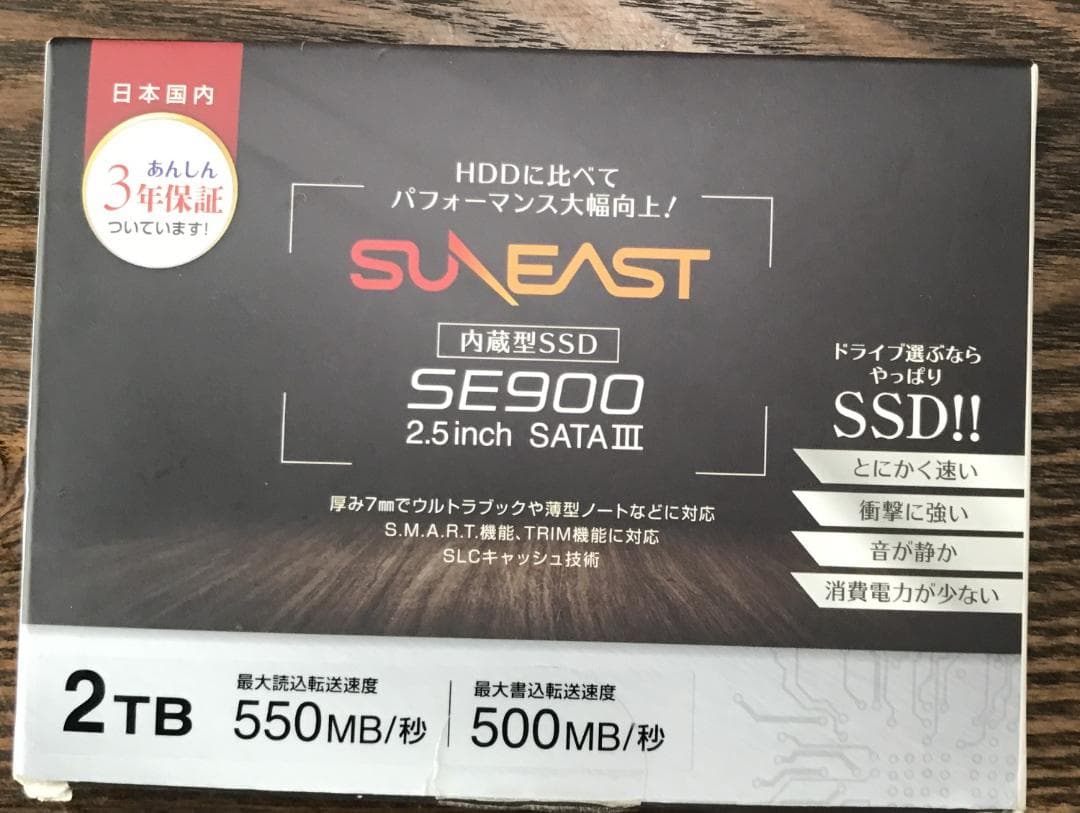 日本国内
あんしん
3年保証
ついています!
HDDに比べて
パフォーマンス大幅向上!
SUNEAST
内蔵型SSD
SE900
2.5inch SATAⅢ
厚み7㎜でウルトラブックや薄型ノートなどに対応
S.M.A.R.T.機能、TRIM機能に対応
SLCキャッシュ技術
ドライブ選ぶなら
やっぱり
SSD!!
とにかく速い
衝撃に強い
音が静か
消費電力が少ない
2TB
最大読込転送速度
550MB/秒
最大書込転送速度
500MB/秒